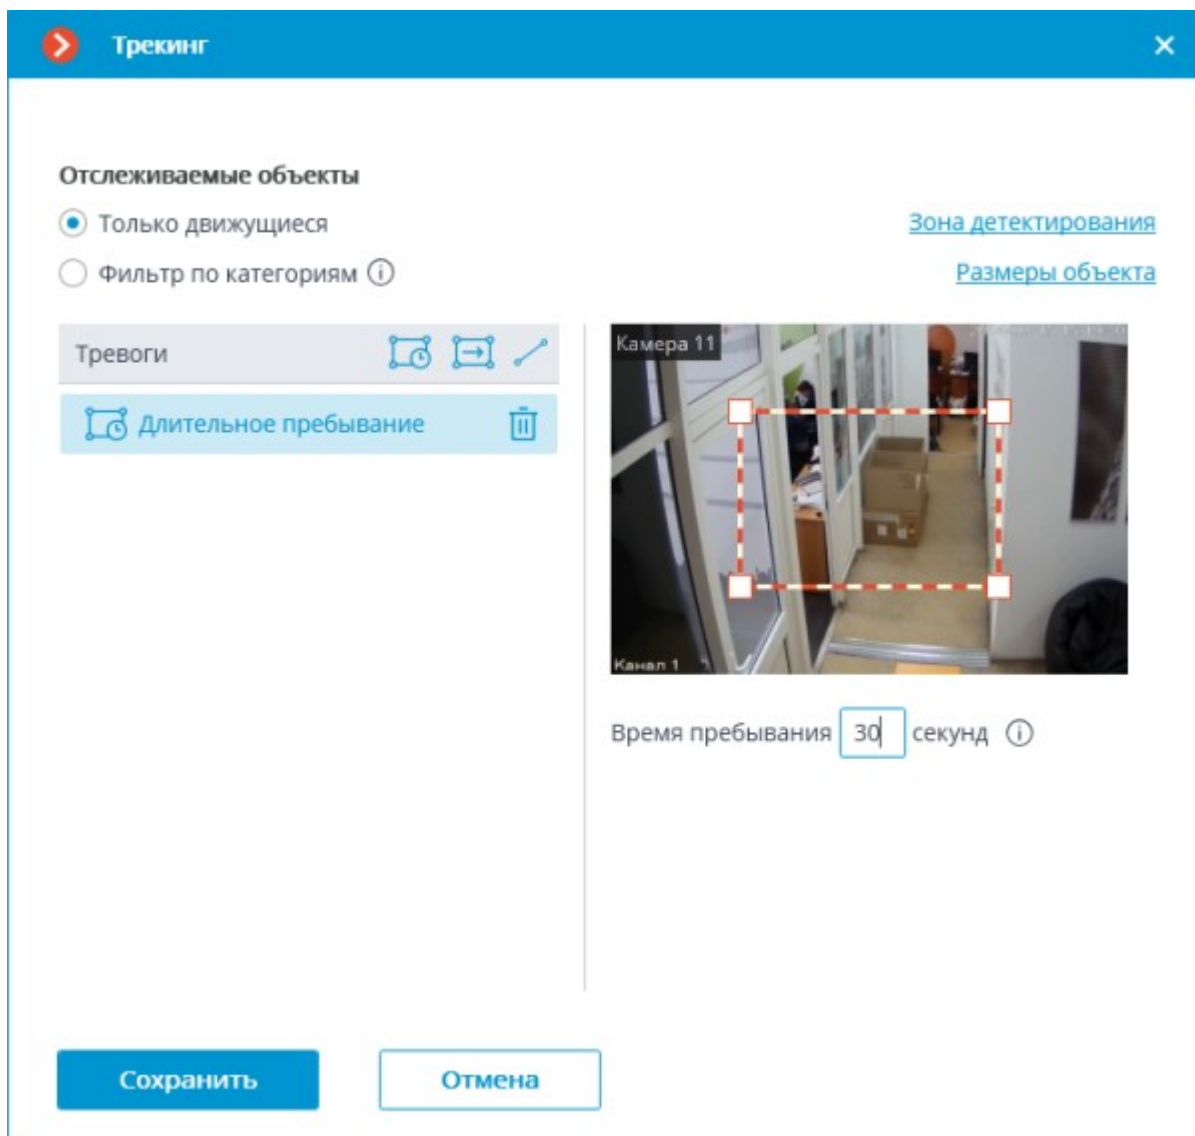 Трекинг
Отслеживаемые объекты
Только движущиеся
Зона детектирования
Фильтр по категориям
Размеры объекта
Тревоги
Камера 11
Длительное пребывание
Канал 1
Время пребывания 30 секунд
Сохранить Отмена